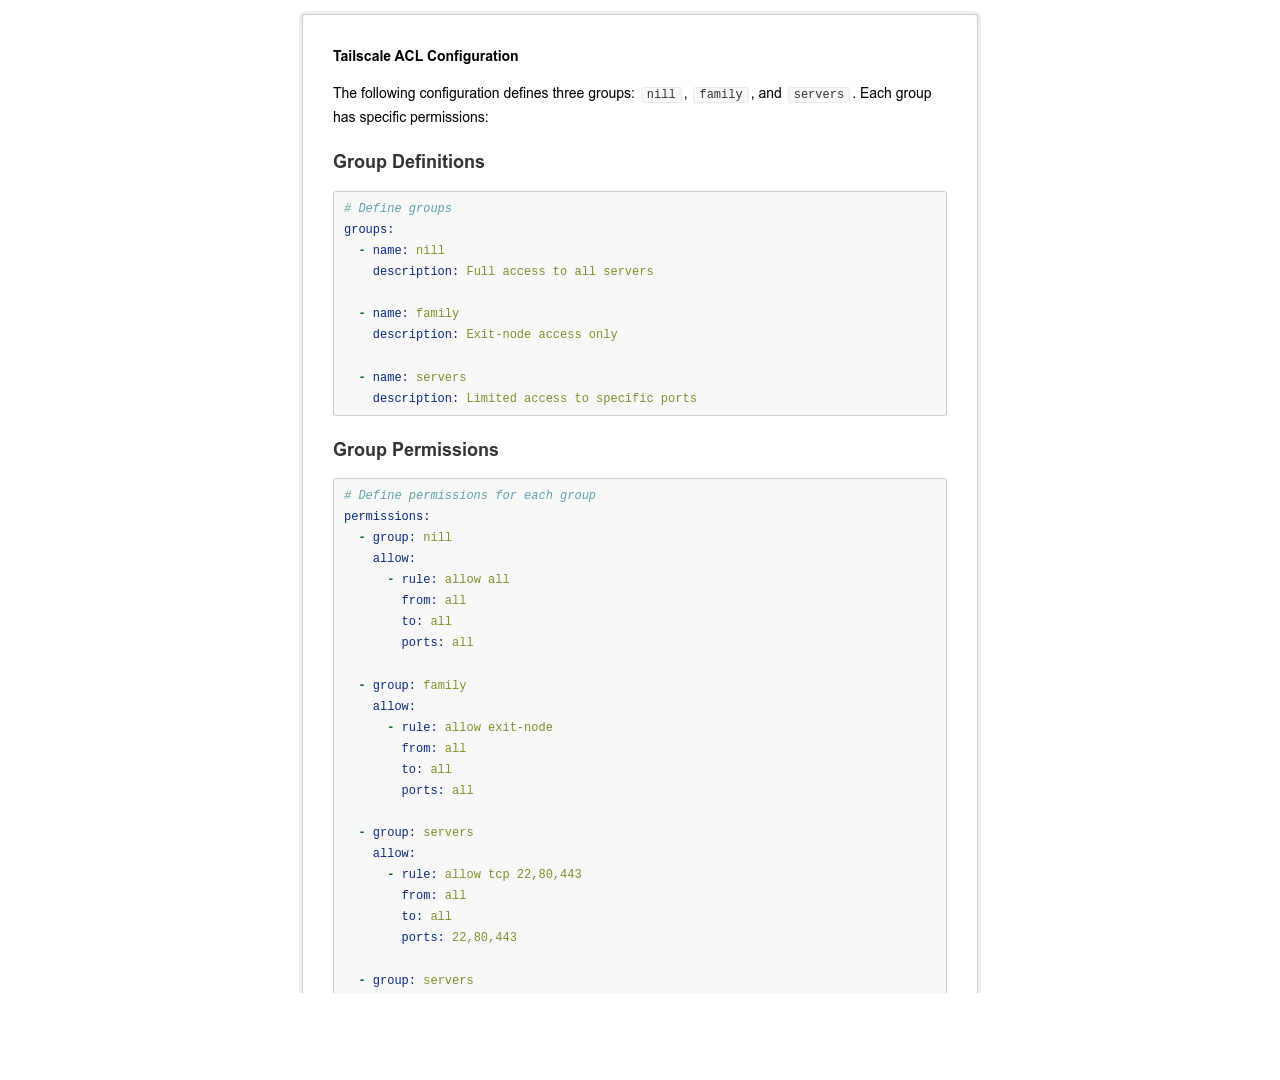 Tailscale ACL Configuration
The following configuration defines three groups: nill, family, and servers. Each group
has specific permissions:
Group Definitions
# Define groups
groups:
  - name: nill
    description: Full access to all servers

  - name: family
    description: Exit-node access only

  - name: servers
    description: Limited access to specific ports
Group Permissions
# Define permissions for each group
permissions:
  - group: nill
    allow:
      - rule: allow all
        from: all
        to: all
        ports: all

  - group: family
    allow:
      - rule: allow exit-node
        from: all
        to: all
        ports: all

  - group: servers
    allow:
      - rule: allow tcp 22,80,443
        from: all
        to: all
        ports: 22,80,443

  - group: servers